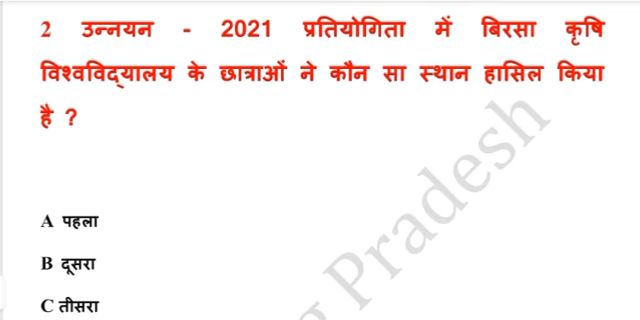 2 उन्नयन - 2021 प्रतियोगिता में बिरसा कृषि
विश्वविद्यालय के छात्राओं ने कौन सा स्थान हासिल किया
है ?
A पहला
B दूसरा
C तीसरा
Pradesh